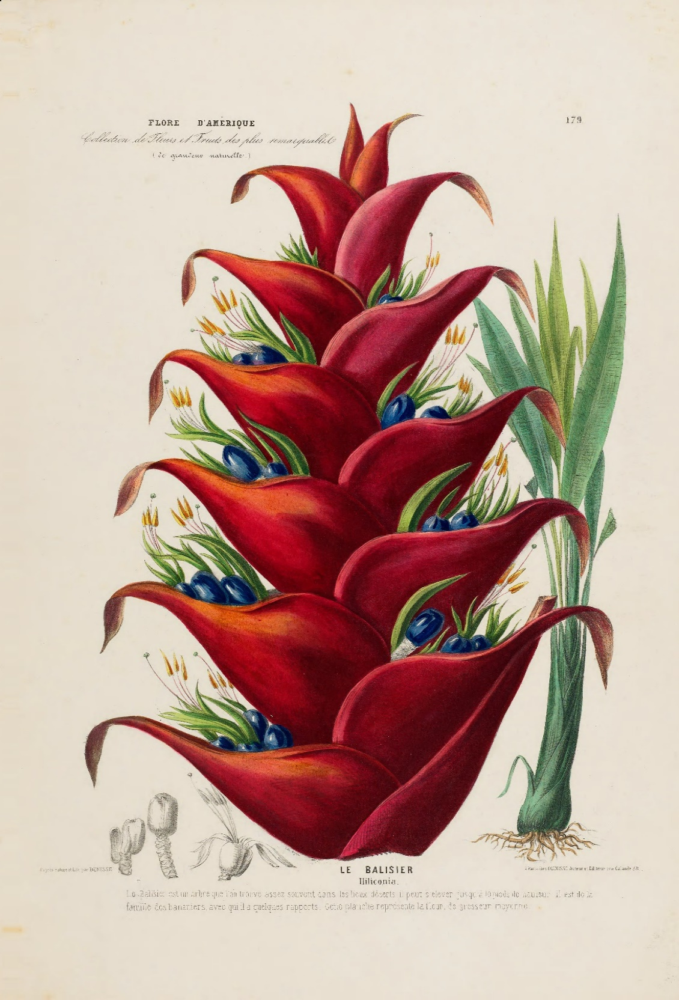 FLORE D'AMÉRIQUE
179
Collection de Fleurs et Fruits des plus remarquables
(de grandeur naturelle.)
d'après nature et lith. par DENISSE
à Paris chez DENISSE Auteur et Editeur rue
LE BALISIER
Hiliconia.
Le Balisier est un arbre que l'on trouve assez souvent dans les lieux déserts il peut s'élever jusqu'à 10 pieds de hauteur. Il est de la
famille des bananiers, avec qui il a quelques rapports. Cette planche représente la fleur, de grosseur moyenne.